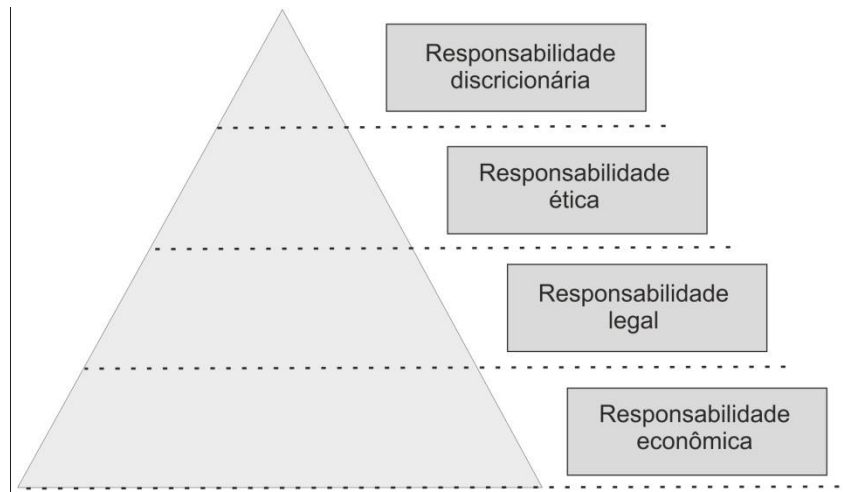 Responsabilidade
discricionária
Responsabilidade
ética
Responsabilidade
legal
Responsabilidade
econômica